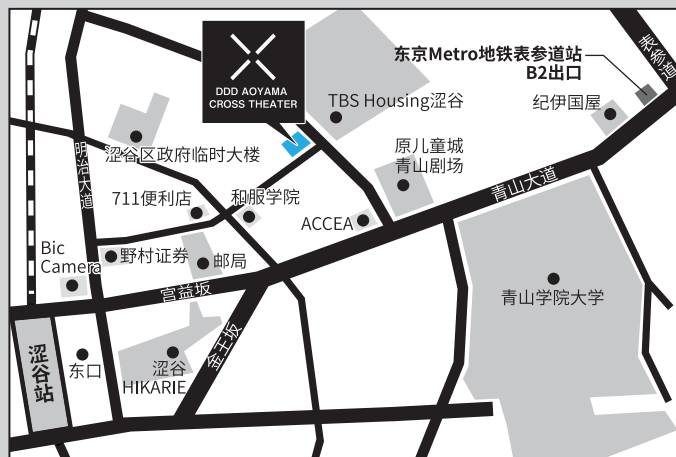 DDD AOYAMA
CROSS THEATER
东京Metro地铁表参道站
B2出口
表参道
TBS Housing涩谷
纪伊国屋
涩谷区政府临时大楼
原儿童城
青山剧场
明治大道
711便利店
和服学院
青山大道
ACCEA
Bic
Camera
野村证券
邮局
宫益坂
青山学院大学
金王坂
涩谷站
东口
涩谷
HIKARIE